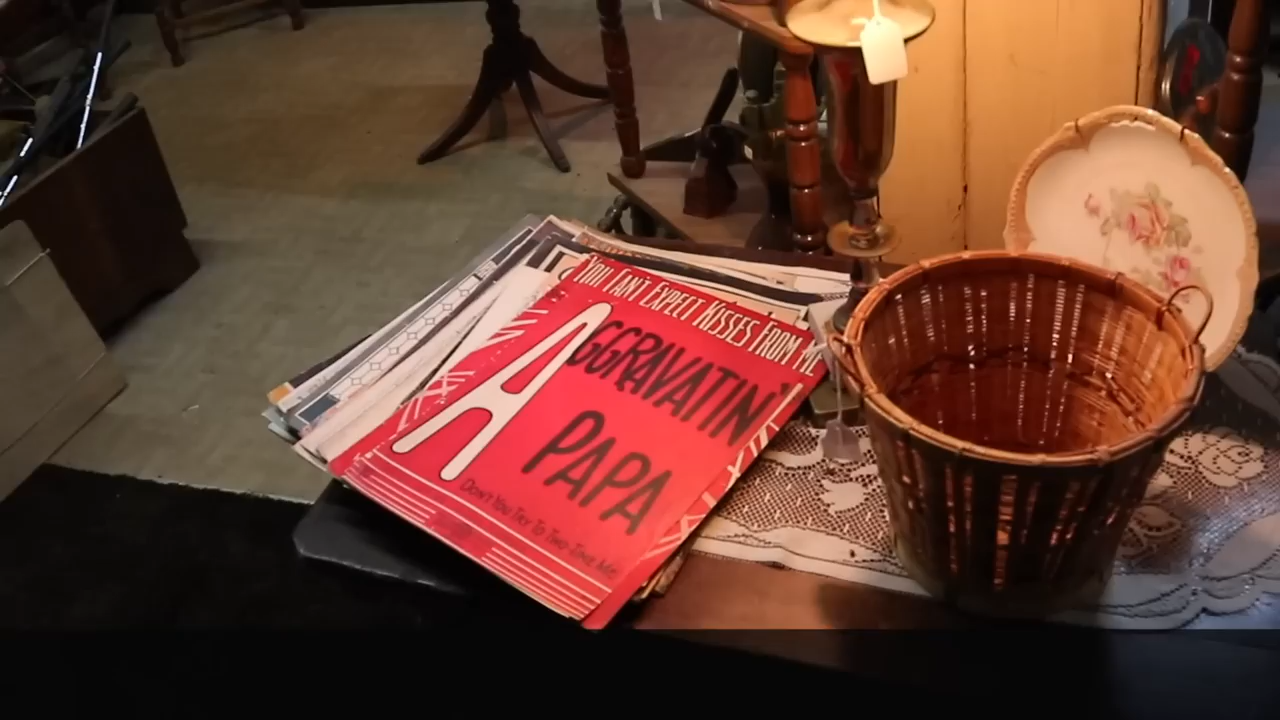 YOU CAN'T EXPECT KISSES FROM ME
AGGRAVATIN'
PAPA
DON'T YOU TRY TO TWO-TIME ME